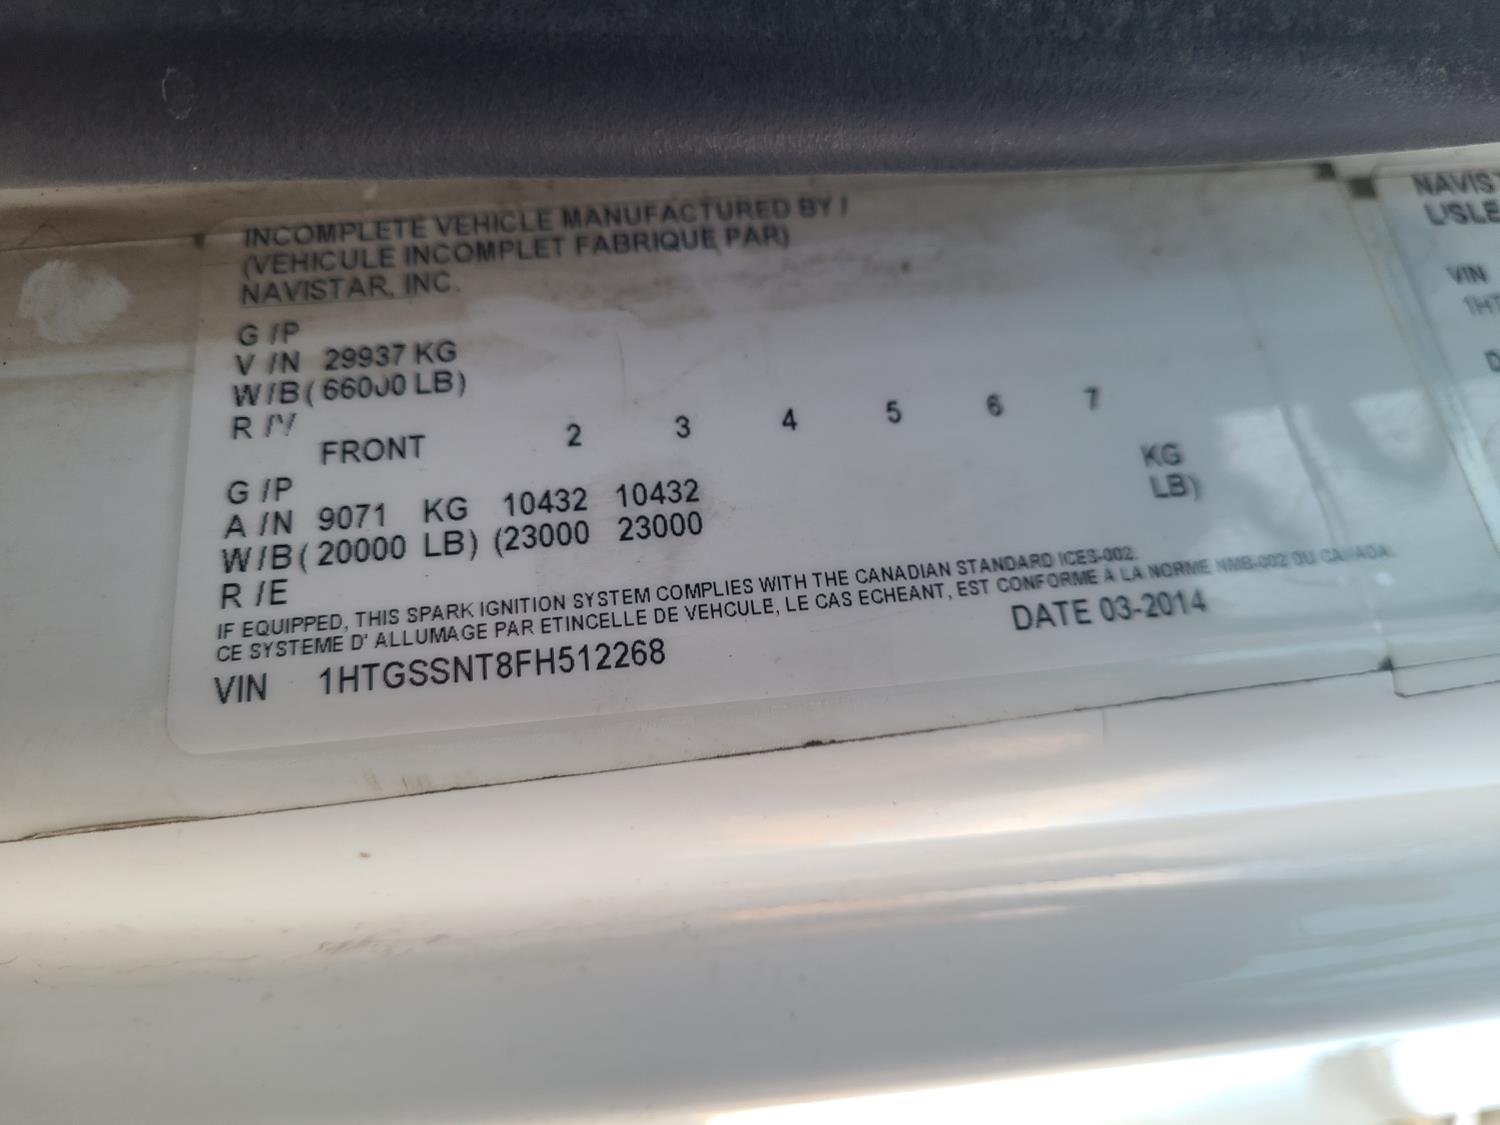 INCOMPLETE VEHICLE MANUFACTURED BY /
(VEHICULE INCOMPLET FABRIQUE PAR)
NAVISTAR, INC.
G /P
V /N 29937 KG
W/B( 66000 LB)
R /V
FRONT 2 3 4 5 6 7
G /P
A /N 9071 KG 10432 10432 KG
W/B( 20000 LB) (23000 23000 LB)
R /E
IF EQUIPPED, THIS SPARK IGNITION SYSTEM COMPLIES WITH THE CANADIAN STANDARD ICES-002.
CE SYSTEME D' ALLUMAGE PAR ETINCELLE DE VEHCULE, LE CAS ECHEANT, EST CONFORME A LA NORME NMB-002 DU CANADA.
DATE 03-2014
VIN 1HTGSSNT8FH512268
NAVIST
LISLE
VIN
1HT
D